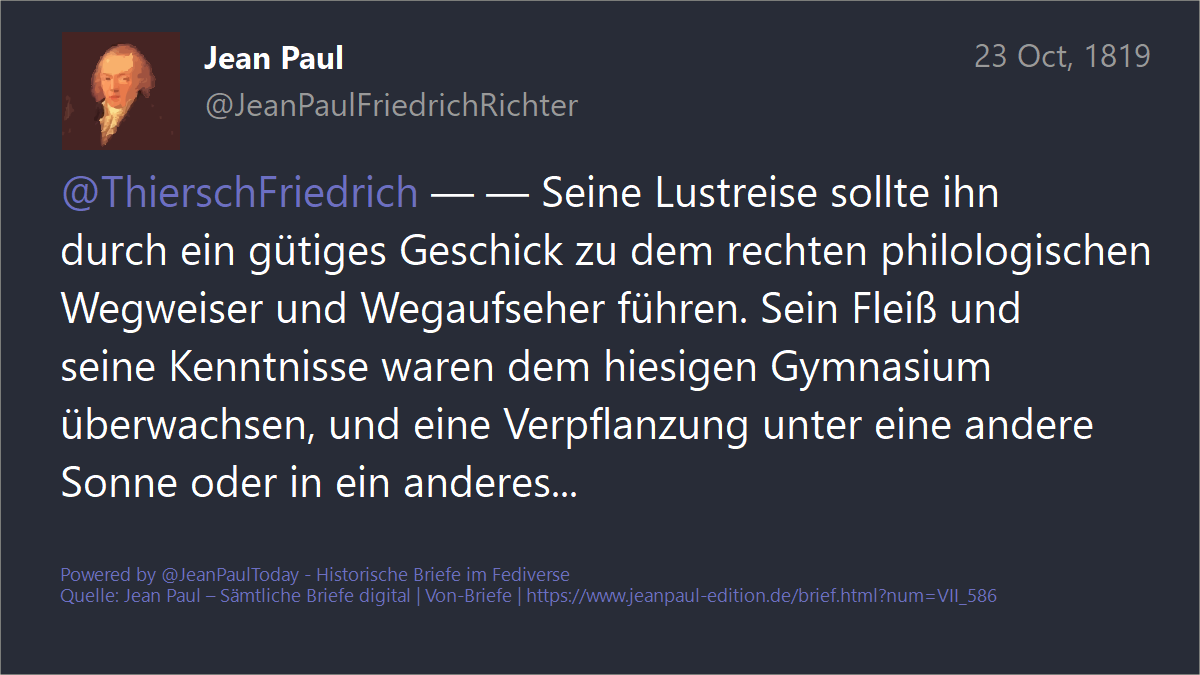 Jean Paul
23 Oct, 1819
@JeanPaulFriedrichRichter
@ThierschFriedrich — — Seine Lustreise sollte ihn
durch ein gütiges Geschick zu dem rechten philologischen
Wegweiser und Wegaufseher führen. Sein Fleiß und
seine Kenntnisse waren dem hiesigen Gymnasium
überwachsen, und eine Verpflanzung unter eine andere
Sonne oder in ein anderes...
Powered by @JeanPaulToday - Historische Briefe im Fediverse
Quelle: Jean Paul – Sämtliche Briefe digital | Von-Briefe | https://www.jeanpaul-edition.de/brief.html?num=VII_586